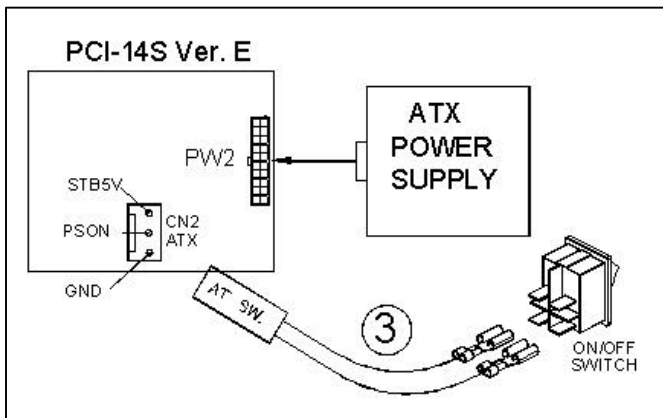 PCI-14S Ver. E
ATX
POWER
SUPPLY
PW2
STB5V
PSON
CN2
ATX
GND
AT SW.
3
ON/OFF
SWITCH